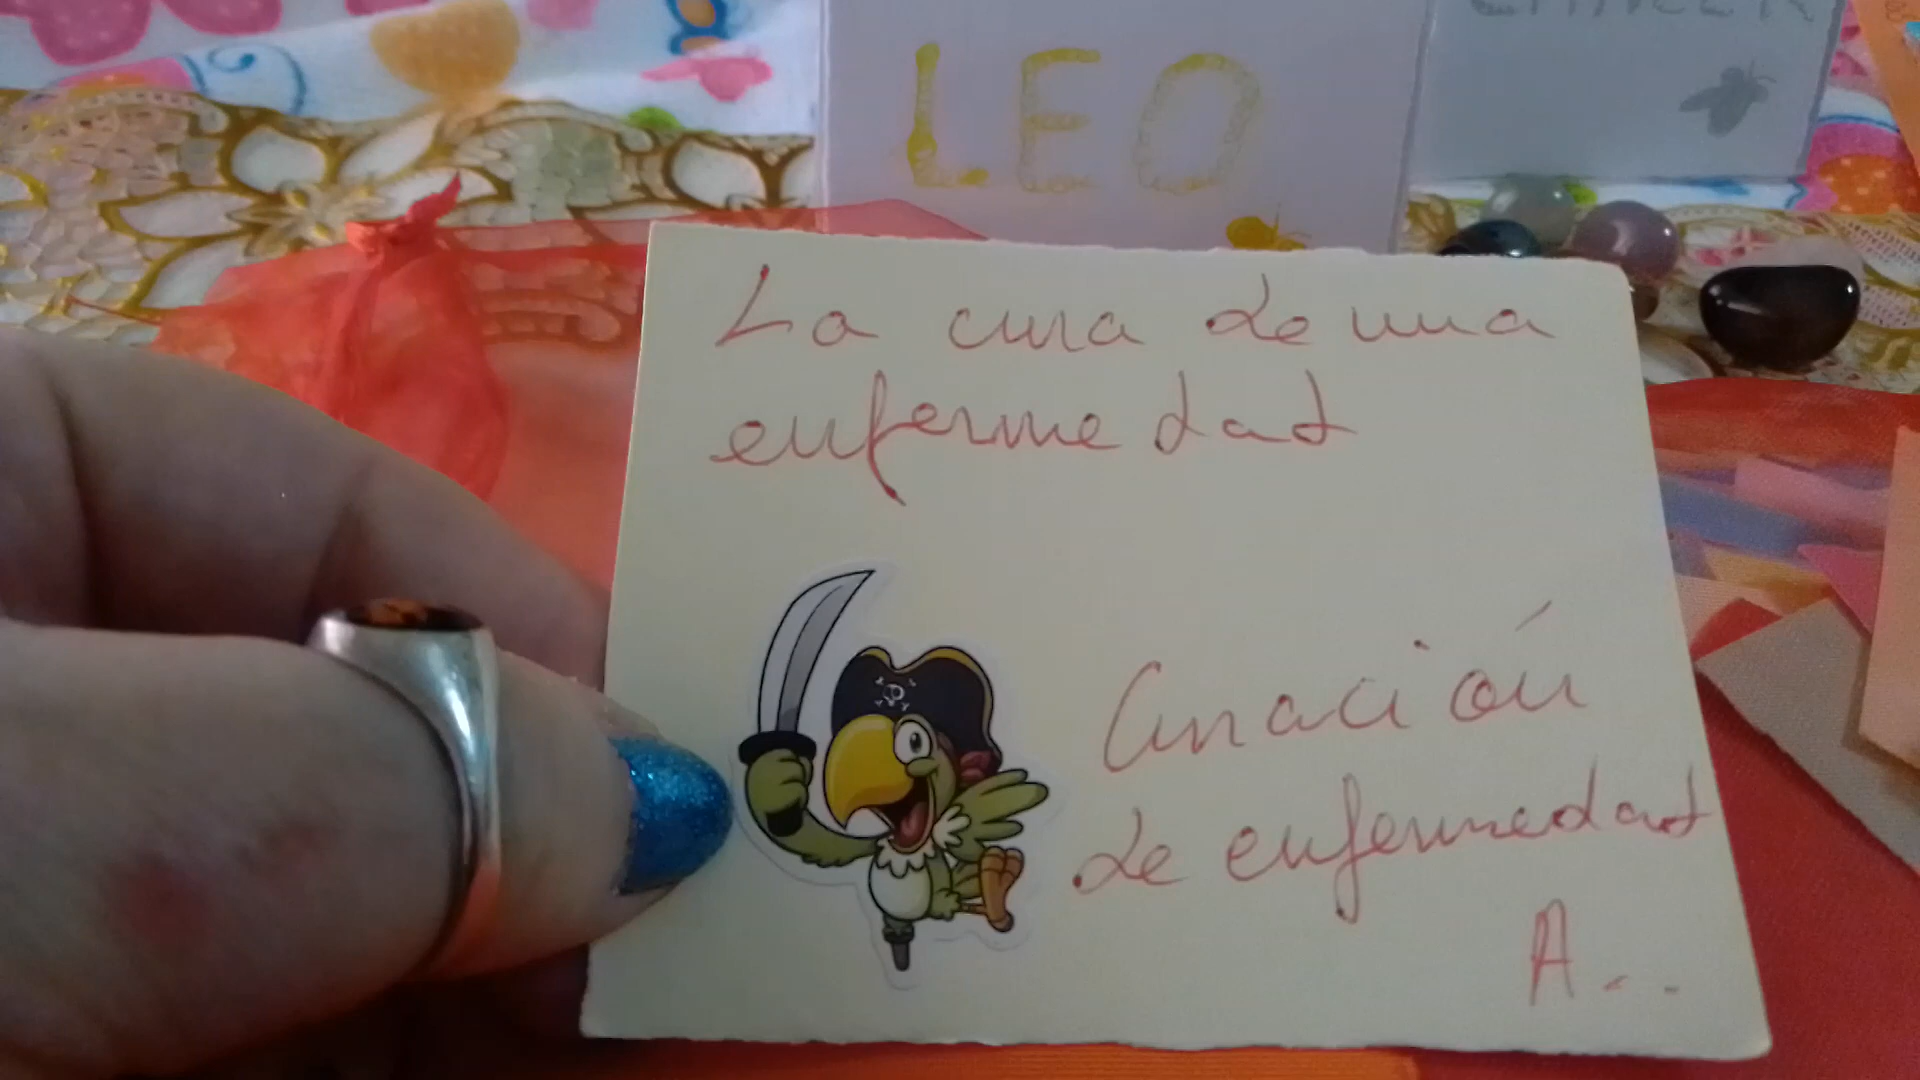 LEO
La cura de una
enfermedad
Curación
de enfermedad
A...